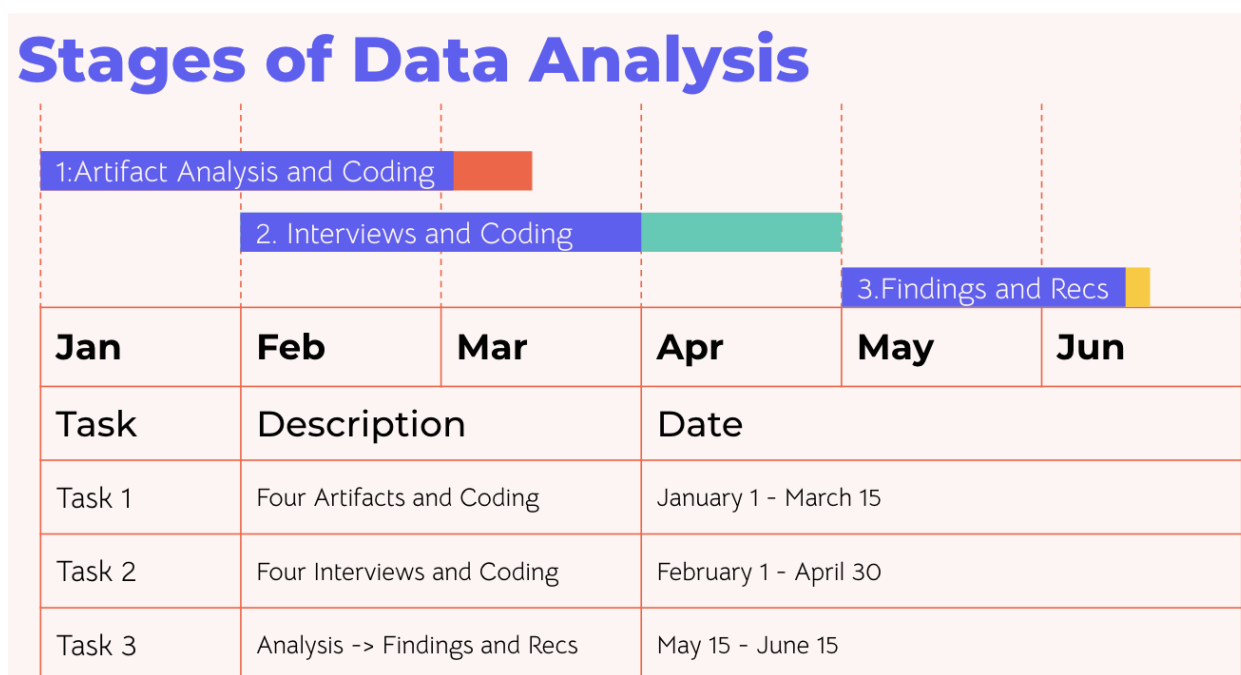 Stages of Data Analysis
1:Artifact Analysis and Coding
2. Interviews and Coding
3.Findings and Recs
Jan Feb Mar Apr May Jun
Task Description Date
Task 1 Four Artifacts and Coding January 1 - March 15
Task 2 Four Interviews and Coding February 1 - April 30
Task 3 Analysis -> Findings and Recs May 15 - June 15